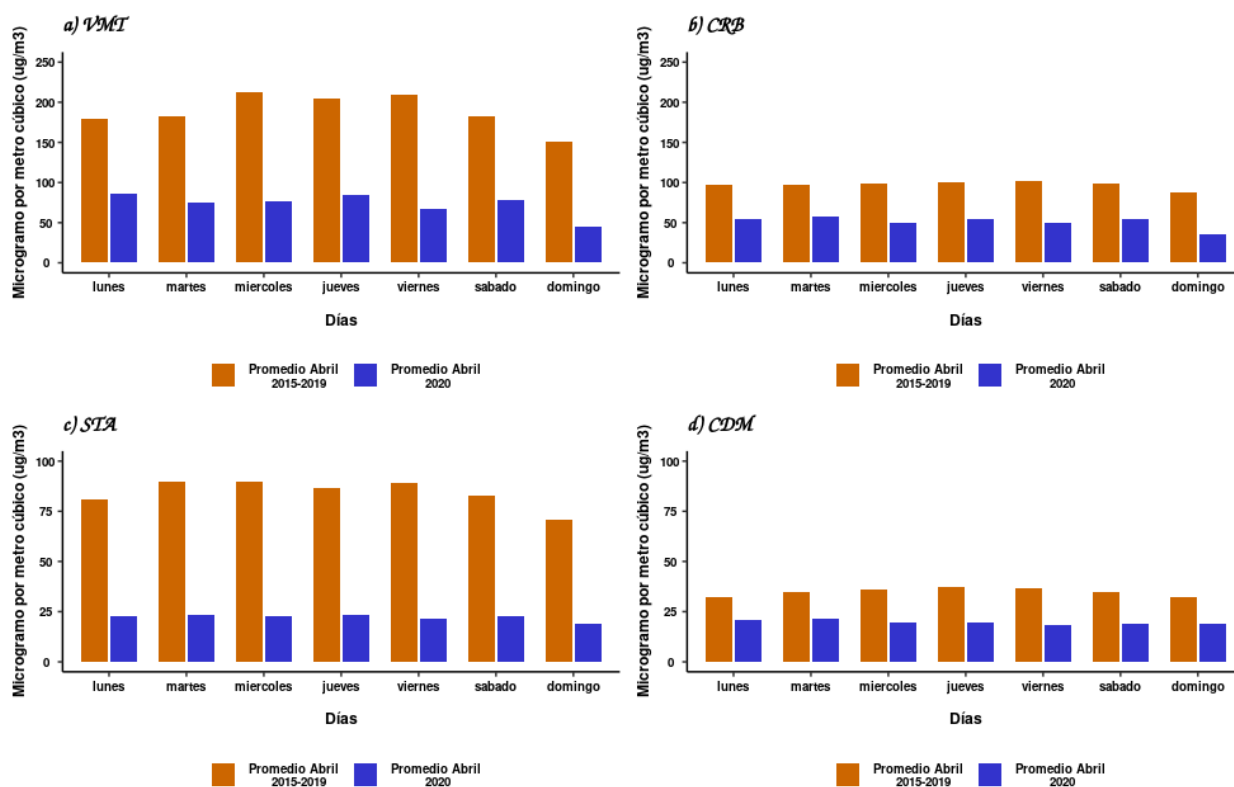 a) VMT
Microgramo por metro cúbico (ug/m3)
250
200
150
100
50
0
lunes martes miercoles jueves viernes sabado domingo
Días
Promedio Abril
2015-2019
Promedio Abril
2020
b) CRB
Microgramo por metro cúbico (ug/m3)
250
200
150
100
50
0
lunes martes miercoles jueves viernes sabado domingo
Días
Promedio Abril
2015-2019
Promedio Abril
2020
c) STA
Microgramo por metro cúbico (ug/m3)
100
75
50
25
0
lunes martes miercoles jueves viernes sabado domingo
Días
Promedio Abril
2015-2019
Promedio Abril
2020
d) CDM
Microgramo por metro cúbico (ug/m3)
100
75
50
25
0
lunes martes miercoles jueves viernes sabado domingo
Días
Promedio Abril
2015-2019
Promedio Abril
2020